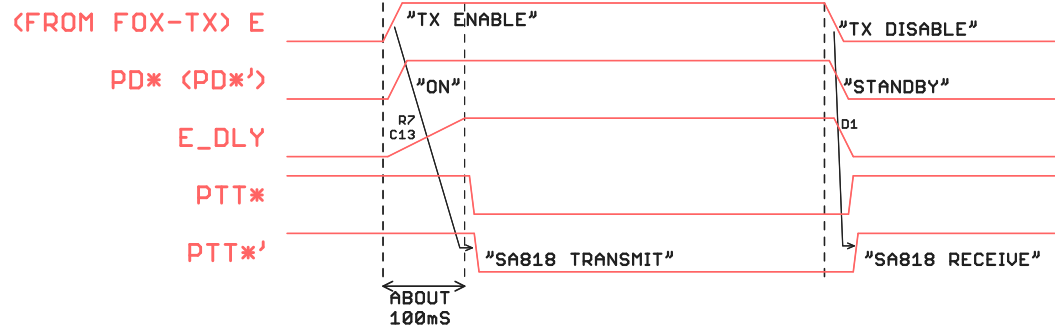 (FROM FOX-TX) E
"TX ENABLE"
"TX DISABLE"
PD* (PD*')
"ON"
"STANDBY"
R7
C13
D1
E_DLY
PTT*
PTT*'
"SA818 TRANSMIT"
"SA818 RECEIVE"
ABOUT
100mS